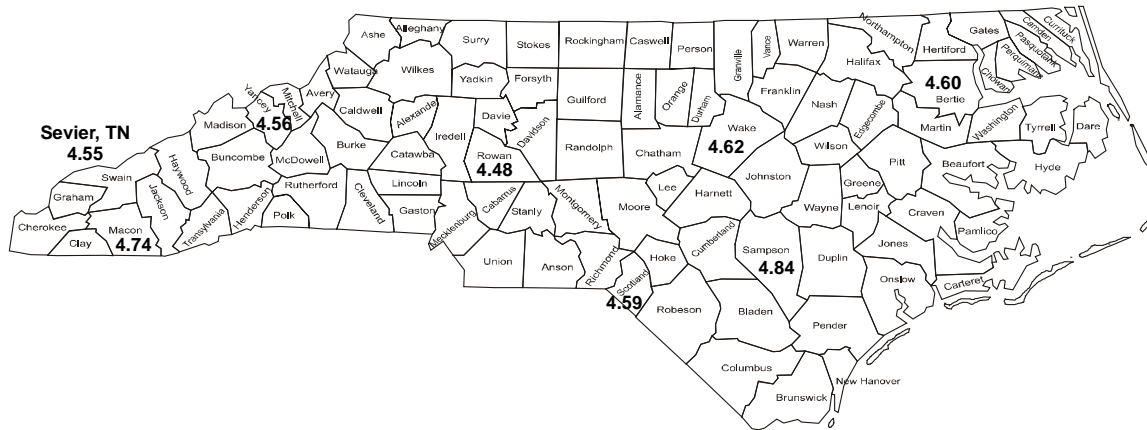 Ashe
Alleghany
Surry
Stokes
Rockingham
Caswell
Person
Granville
Vance
Warren
Northampton
Gates
Camden
Currituck
Pasquotank
Perquimans
Chowan
Hertiford
Halifax
Watauga
Wilkes
Yadkin
Forsyth
Guilford
Alamance
Orange
Durham
Franklin
Nash
Edgecombe
4.60
Bertie
Yancey
Mitchall
Avery
4.56
Caldwell
Alexander
Iredell
Davie
Davidson
Randolph
Chatham
Wake
4.62
Wilson
Martin
Washington
Tyrrell
Dare
Sevier, TN
4.55
Madison
Buncombe
McDowell
Burke
Catawba
Rowan
4.48
Johnston
Pitt
Beaufort
Hyde
Swain
Haywood
Graham
Jackson
Rutherford
Cleveland
Lincoln
Gaston
Cabarrus
Stanly
Montgomery
Moore
Lee
Harnett
Wayne
Greene
Lenoir
Craven
Pamlico
Cherokee
Clay
Macon
4.74
Transylvania
Henderson
Polk
Mecklenburg
Union
Anson
Richmond
Scotland
4.59
Hoke
Cumberland
Sampson
4.84
Duplin
Jones
Onslow
Carteret
Robeson
Bladen
Pender
Columbus
Brunswick
New Hanover